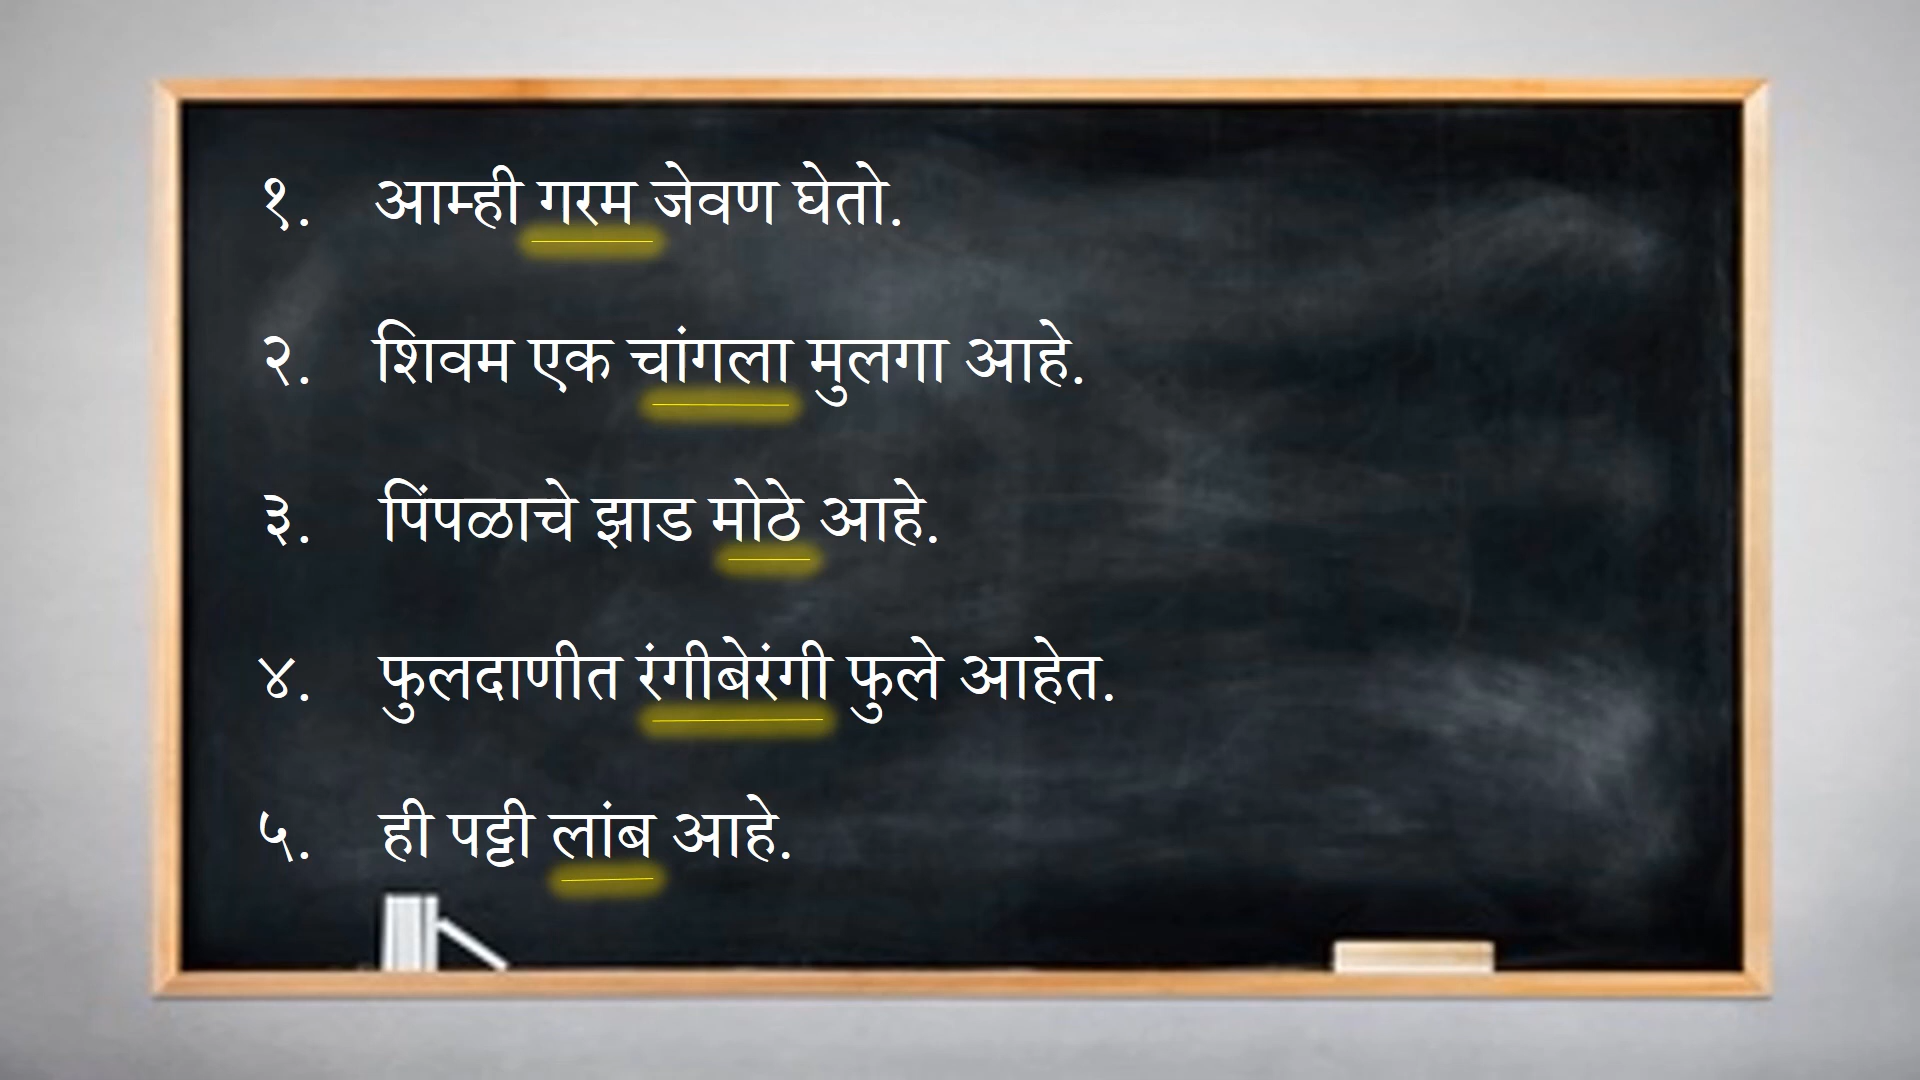 १. आम्ही गरम जेवण घेतो.
२. शिवम एक चांगला मुलगा आहे.
३. पिंपळाचे झाड मोठे आहे.
४. फुलदाणीत रंगीबेरंगी फुले आहेत.
५. ही पट्टी लांब आहे.